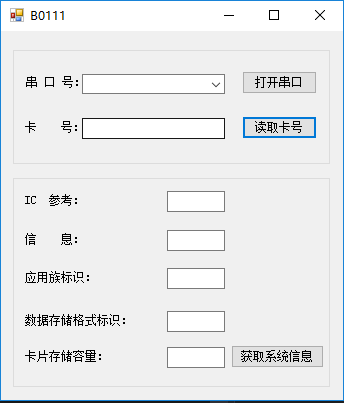 B0111
串 口 号： 打开串口
卡 号： 读取卡号
IC 参考：
信 息：
应用族标识：
数据存储格式标识：
卡片存储容量： 获取系统信息